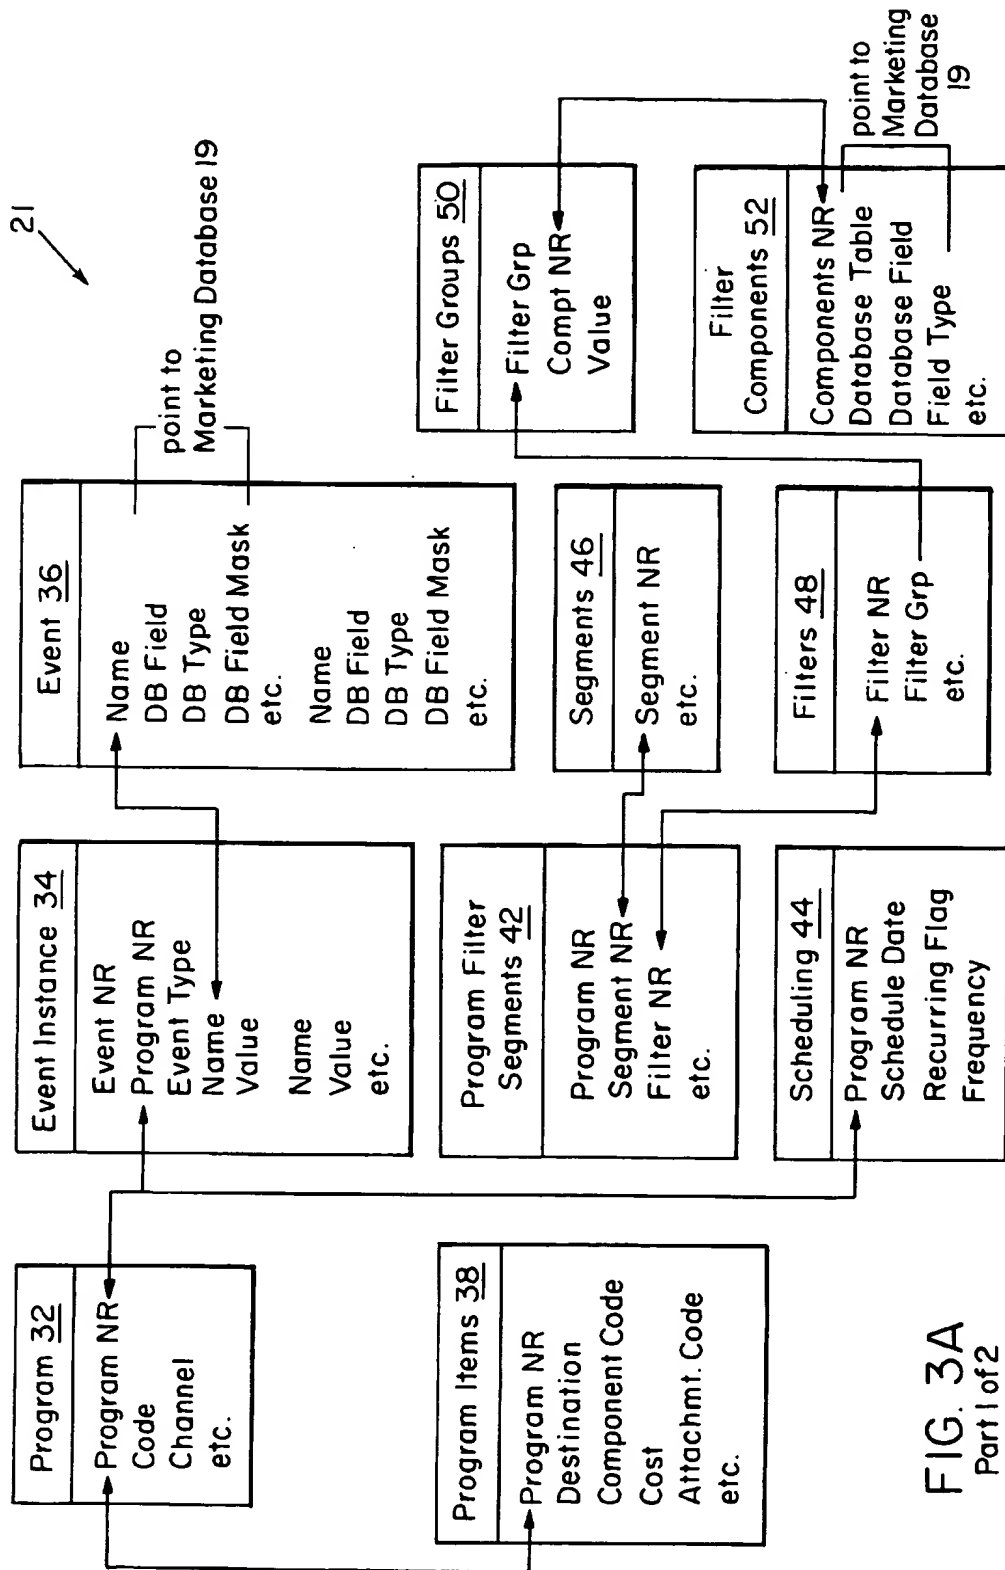 21
Program 32
Program NR
Code
Channel
etc.
Event Instance 34
Event NR
Program NR
Event Type
Name
Value
Name
Value
etc.
Event 36
Name
DB Field
DB Type
DB Field Mask
etc.
Name
DB Field
DB Type
DB Field Mask
etc.
point to
Marketing Database 19
Program Items 38
Program NR
Destination
Component Code
Cost
Attachmt. Code
etc.
Program Filter
Segments 42
Program NR
Segment NR
Filter NR
etc.
Segments 46
Segment NR
etc.
Filter Groups 50
Filter Grp
Compt NR
Value
Scheduling 44
Program NR
Schedule Date
Recurring Flag
Frequency
Filters 48
Filter NR
Filter Grp
etc.
Filter
Components 52
Components NR
Database Table
Database Field
Field Type
etc.
point to
Marketing
Database
19
FIG. 3A
Part 1 of 2